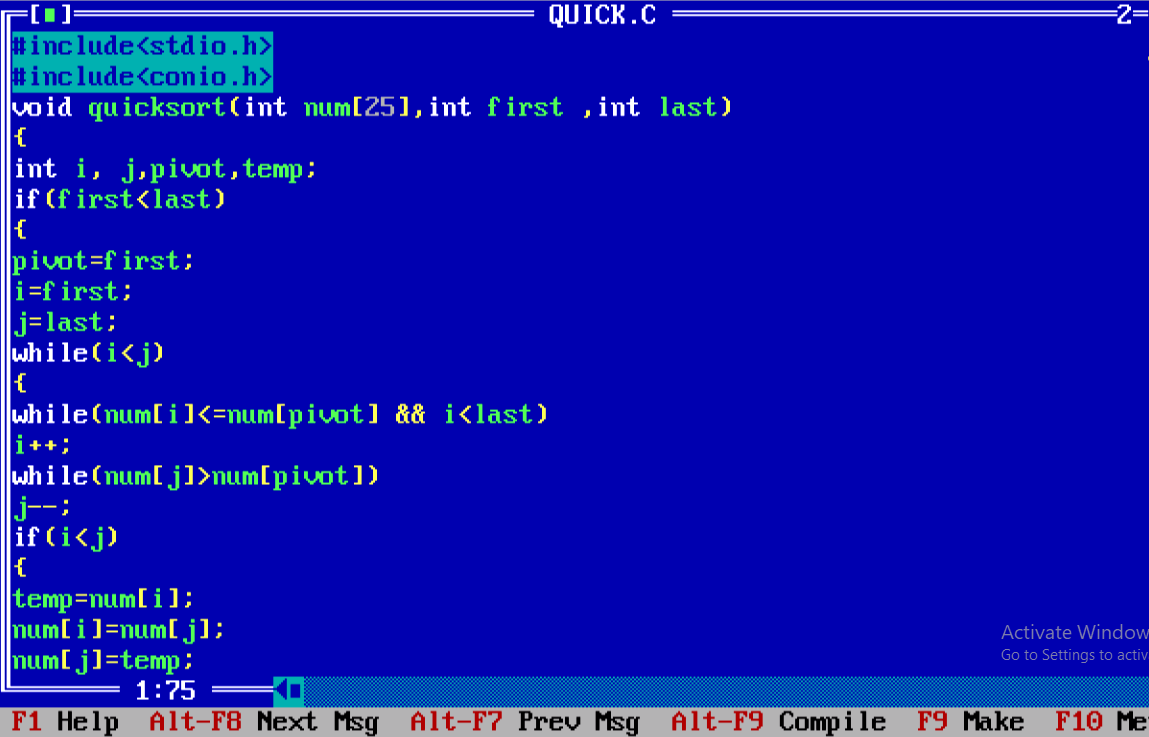 [■] QUICK.C 2
#include<stdio.h>
#include<conio.h>
void quicksort(int num[25],int first ,int last)
{
int i, j,pivot,temp;
if(first<last)
{
pivot=first;
i=first;
j=last;
while(i<j)
{
while(num[i]<=num[pivot] && i<last)
i++;
while(num[j]>num[pivot])
j--;
if(i<j)
{
temp=num[i];
num[i]=num[j];
num[j]=temp;
Activate Window
Go to Settings to activ
1:75
F1 Help Alt-F8 Next Msg Alt-F7 Prev Msg Alt-F9 Compile F9 Make F10 Me